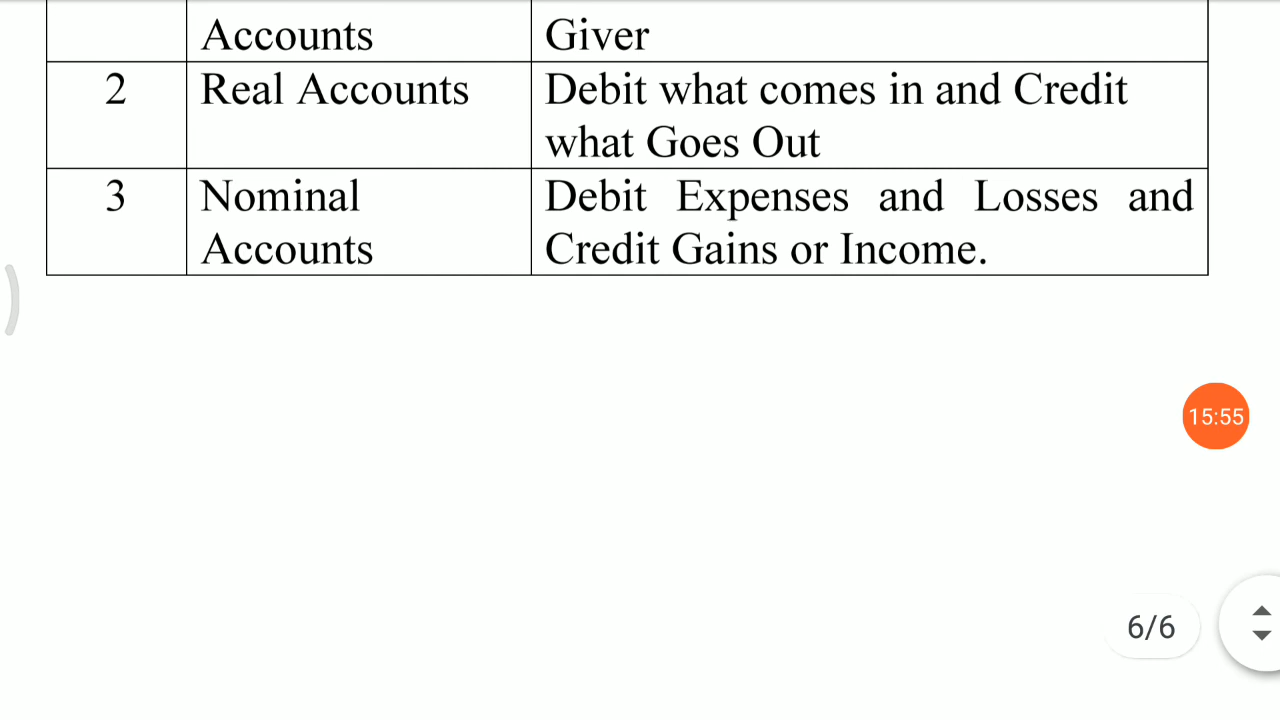 Accounts Giver
2 Real Accounts Debit what comes in and Credit
what Goes Out
3 Nominal Debit Expenses and Losses and
Accounts Credit Gains or Income.
15:55
6/6